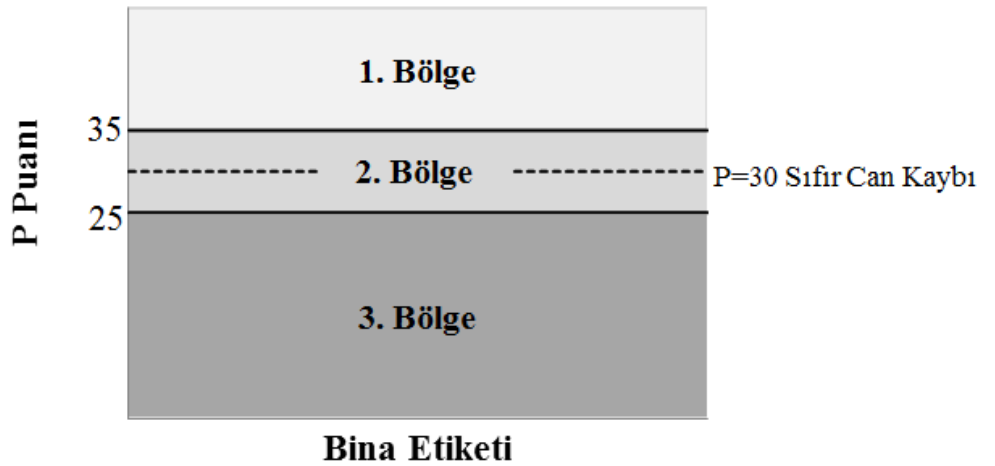 1. Bölge
35
2. Bölge
P=30 Sıfır Can Kaybı
25
3. Bölge
P Puanı
Bina Etiketi